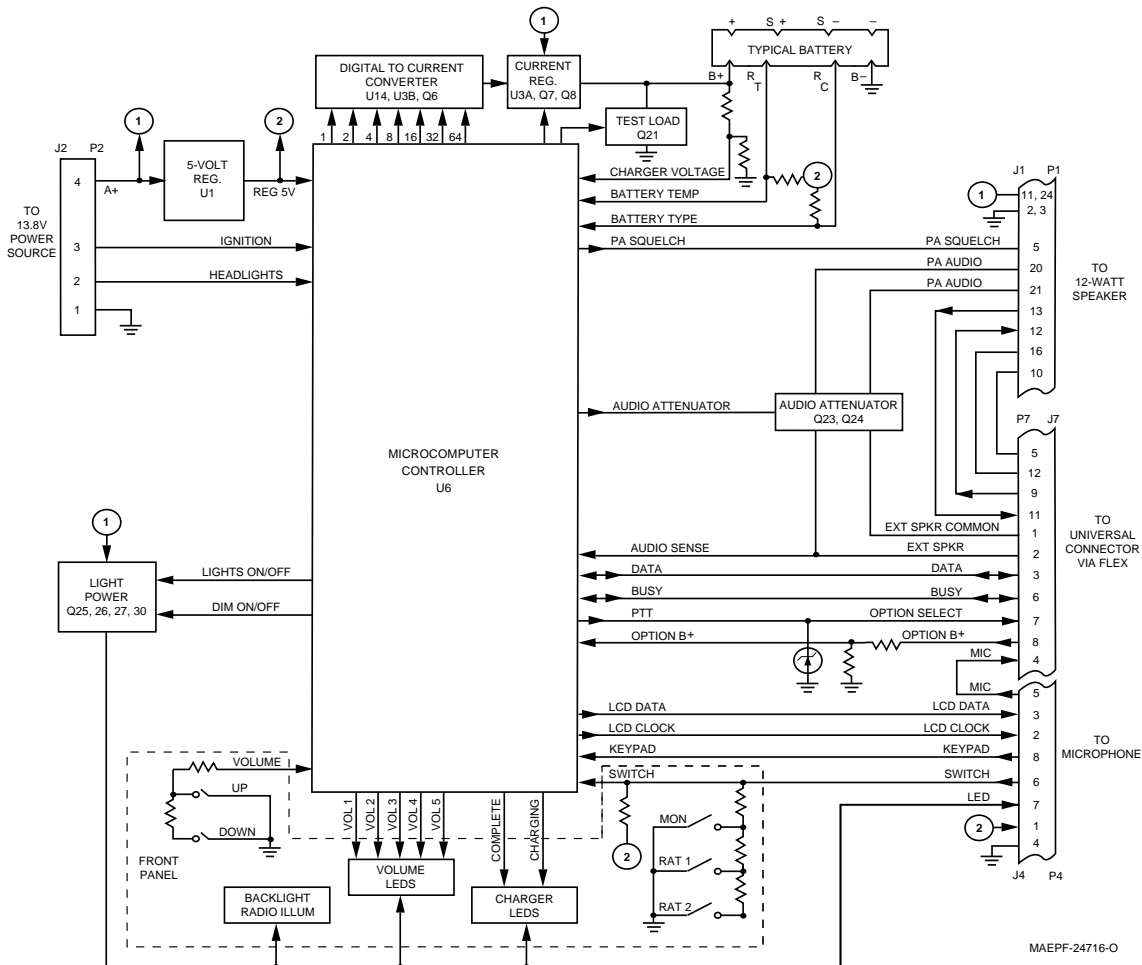 1
+ S + S – –
TYPICAL BATTERY
B+ R T R C B–
DIGITAL TO CURRENT
CONVERTER
U14, U3B, Q6
CURRENT
REG.
U3A, Q7, Q8
TEST LOAD
Q21
1 2 4 8 16 32 64
1
2
J2 P2
4
A+
5-VOLT
REG.
U1
REG 5V
TO
13.8V
POWER
SOURCE
3
IGNITION
2
HEADLIGHTS
1
CHARGER VOLTAGE
BATTERY TEMP
2
BATTERY TYPE
PA SQUELCH
J1 P1
1
11, 24
2, 3
PA SQUELCH
5
PA AUDIO
20
PA AUDIO
21
13
12
16
10
TO
12-WATT
SPEAKER
AUDIO ATTENUATOR
AUDIO ATTENUATOR
Q23, Q24
MICROCOMPUTER
CONTROLLER
U6
P7 J7
5
12
9
11
EXT SPKR COMMON
1
AUDIO SENSE
EXT SPKR
2
DATA
DATA
3
BUSY
BUSY
6
PTT
OPTION SELECT
7
OPTION B+
OPTION B+
8
MIC
4
TO
UNIVERSAL
CONNECTOR
VIA FLEX
1
LIGHT
POWER
Q25, 26, 27, 30
LIGHTS ON/OFF
DIM ON/OFF
MIC
5
LCD DATA
LCD DATA
3
LCD CLOCK
LCD CLOCK
2
KEYPAD
KEYPAD
8
SWITCH
SWITCH
6
LED
7
2
1
4
J4 P4
TO
MICROPHONE
VOLUME
UP
DOWN
FRONT
PANEL
VOL 1
VOL 2
VOL 3
VOL 4
VOL 5
COMPLETE
CHARGING
VOLUME
LEDS
BACKLIGHT
RADIO ILLUM
CHARGER
LEDS
2
MON
RAT 1
RAT 2
MAEPF-24716-O